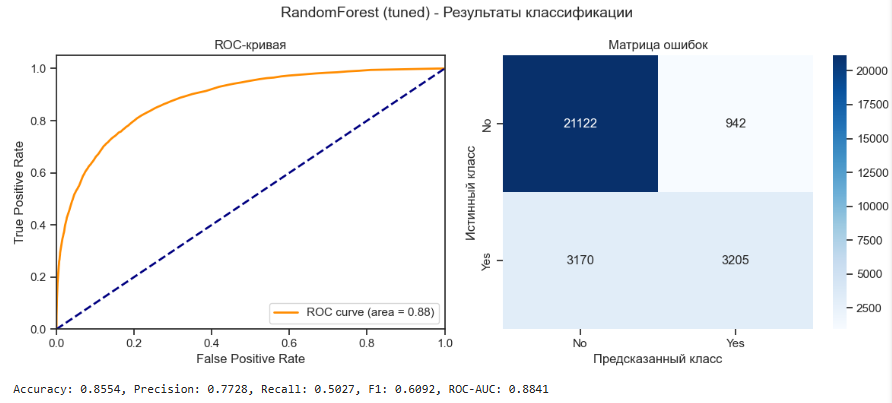 RandomForest (tuned) - Результаты классификации
ROC-кривая
1.0
0.8
0.6
0.4
0.2
0.0
True Positive Rate
0.0 0.2 0.4 0.6 0.8 1.0
False Positive Rate
ROC curve (area = 0.88)
Матрица ошибок
Истинный класс
No
Yes
21122 942
3170 3205
No Yes
Предсказанный класс
20000
17500
15000
12500
10000
7500
5000
2500
Accuracy: 0.8554, Precision: 0.7728, Recall: 0.5027, F1: 0.6092, ROC-AUC: 0.8841